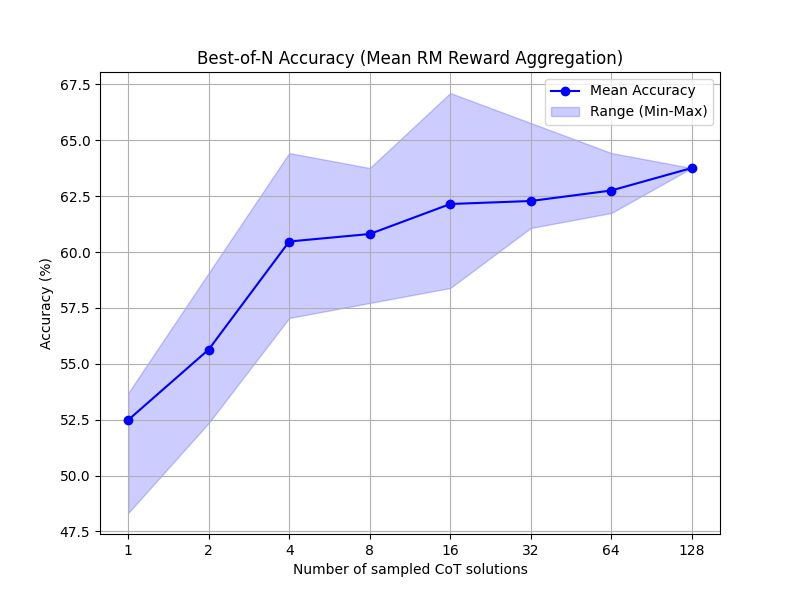 Best-of-N Accuracy (Mean RM Reward Aggregation)
Mean Accuracy
Range (Min-Max)
Accuracy (%)
67.5
65.0
62.5
60.0
57.5
55.0
52.5
50.0
47.5
1 2 4 8 16 32 64 128
Number of sampled CoT solutions